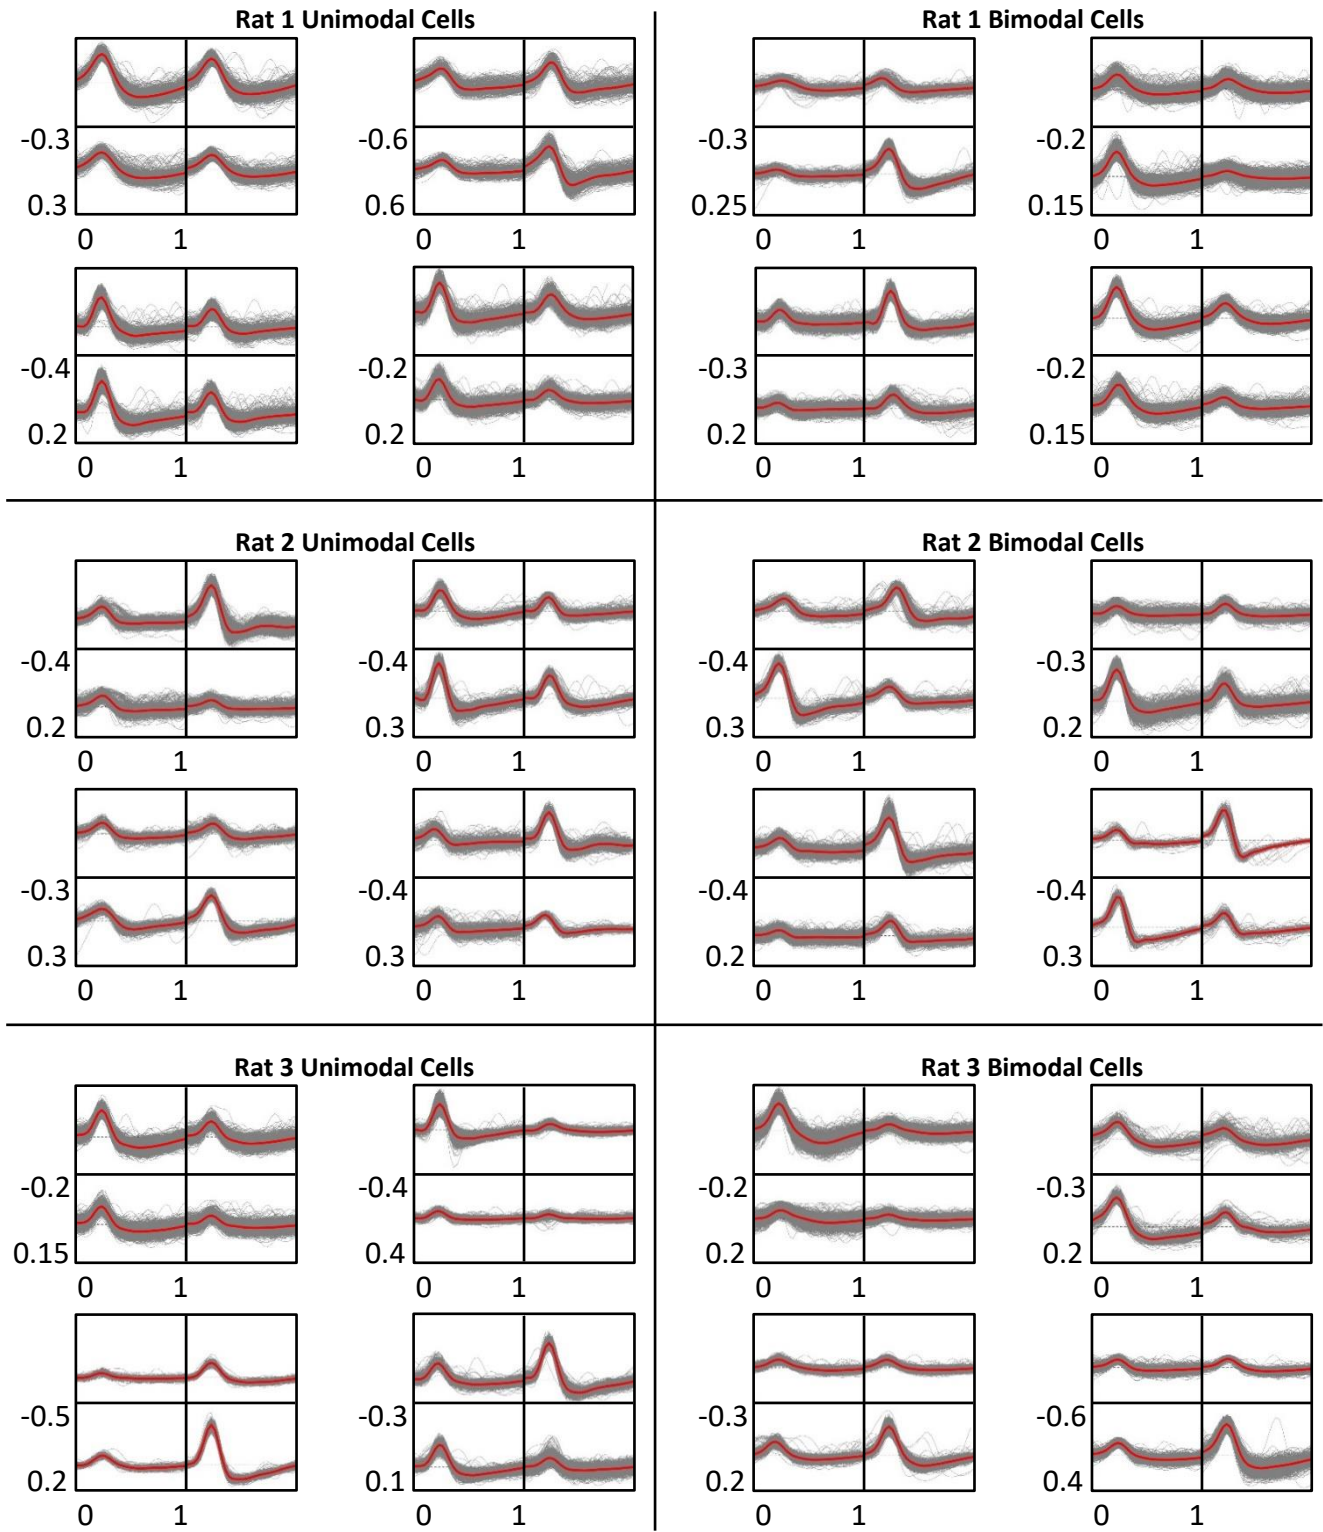 Rat 1 Unimodal Cells Rat 1 Bimodal Cells
-0.3 -0.6 -0.3 -0.2
0.3 0.6 0.25 0.15
0 1 0 1 0 1 0 1
-0.4 -0.2 -0.3 -0.2
0.2 0.2 0.2 0.15
0 1 0 1 0 1 0 1
Rat 2 Unimodal Cells Rat 2 Bimodal Cells
-0.4 -0.4 -0.4 -0.3
0.2 0.3 0.3 0.2
0 1 0 1 0 1 0 1
-0.3 -0.4 -0.4 -0.4
0.3 0.3 0.2 0.3
0 1 0 1 0 1 0 1
Rat 3 Unimodal Cells Rat 3 Bimodal Cells
-0.2 -0.4 -0.2 -0.3
0.15 0.4 0.2 0.2
0 1 0 1 0 1 0 1
-0.5 -0.3 -0.3 -0.6
0.2 0.1 0.2 0.4
0 1 0 1 0 1 0 1